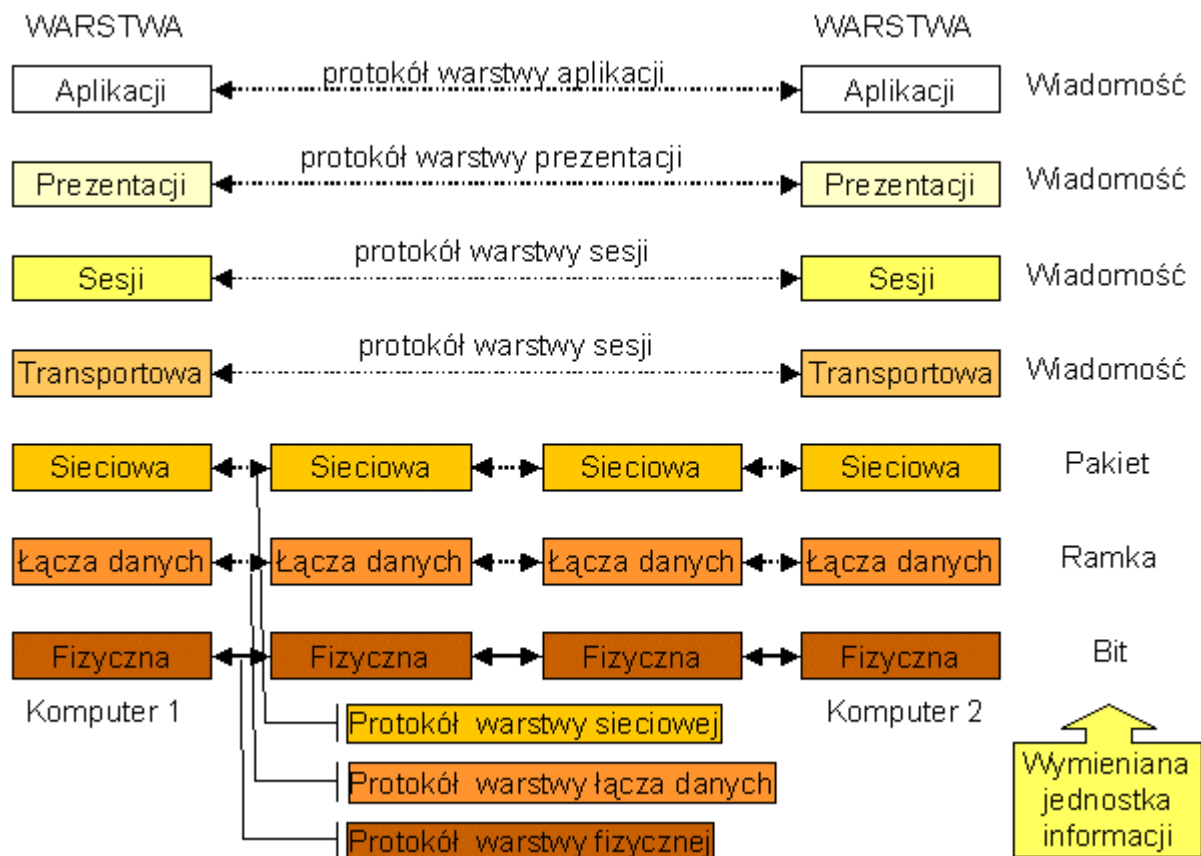 WARSTWA WARSTWA
Aplikacji protokół warstwy aplikacji Aplikacji Wiadomość
Prezentacji protokół warstwy prezentacji Prezentacji Wiadomość
Sesji protokół warstwy sesji Sesji Wiadomość
Transportowa protokół warstwy sesji Transportowa Wiadomość
Sieciowa Sieciowa Sieciowa Sieciowa Pakiet
Łącza danych Łącza danych Łącza danych Łącza danych Ramka
Fizyczna Fizyczna Fizyczna Fizyczna Bit
Komputer 1 Komputer 2
Protokół warstwy sieciowej
Protokół warstwy łącza danych
Protokół warstwy fizycznej
Wymieniana
jednostka
informacji